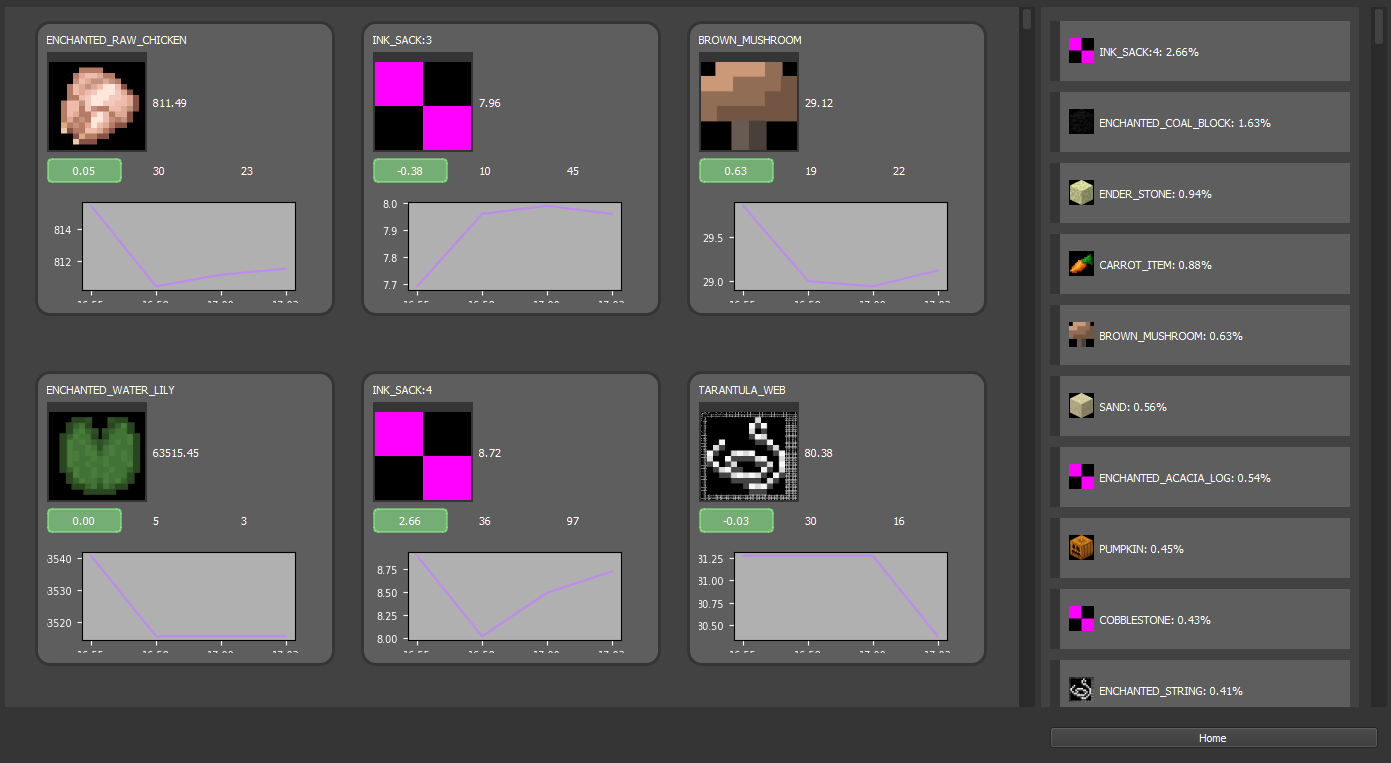 ENCHANTED_RAW_CHICKEN
811.49
0.05 30 23
814
812
INK_SACK:3
7.96
-0.38 10 45
8.0
7.9
7.8
7.7
BROWN_MUSHROOM
29.12
0.63 19 22
29.5
29.0
ENCHANTED_WATER_LILY
63515.45
0.00 5 3
3540
3530
3520
INK_SACK:4
8.72
2.66 36 97
8.75
8.50
8.25
8.00
TARANTULA_WEB
80.38
-0.03 30 16
31.25
31.00
30.75
30.50
INK_SACK:4: 2.66%
ENCHANTED_COAL_BLOCK: 1.63%
ENDER_STONE: 0.94%
CARROT_ITEM: 0.88%
BROWN_MUSHROOM: 0.63%
SAND: 0.56%
ENCHANTED_ACACIA_LOG: 0.54%
PUMPKIN: 0.45%
COBBLESTONE: 0.43%
ENCHANTED_STRING: 0.41%
Home